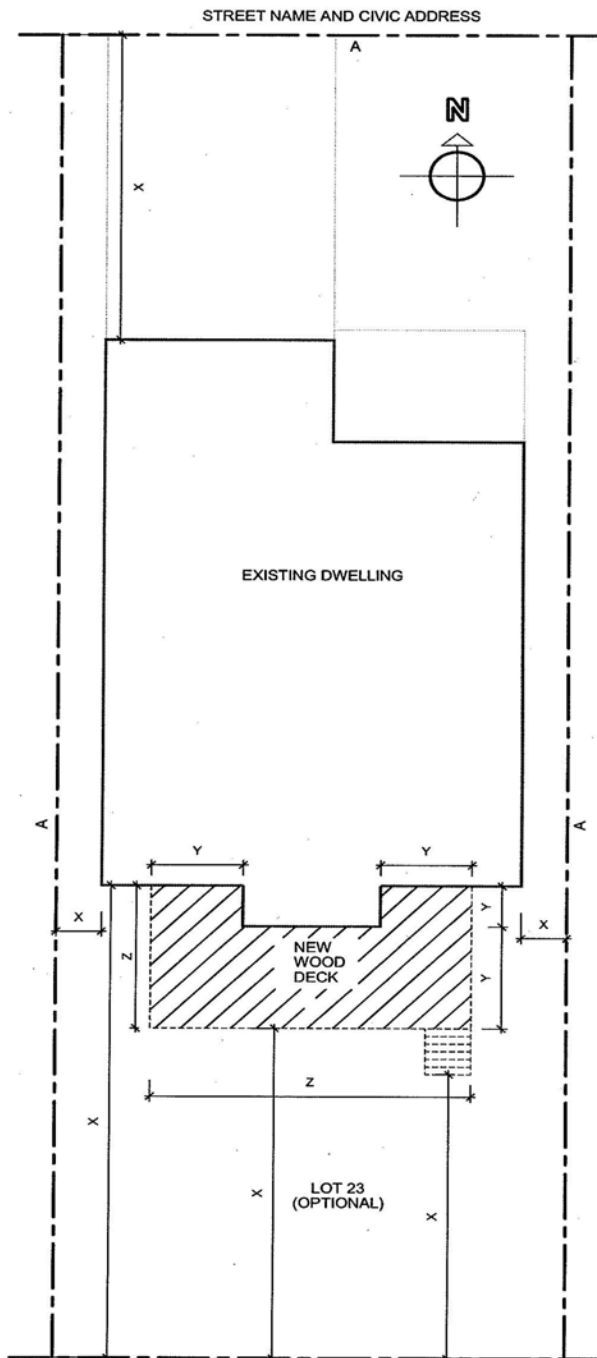 STREET NAME AND CIVIC ADDRESS
A
N
X
EXISTING DWELLING
A
A
Y
Y
X
Z
Y
X
NEW
WOOD
DECK
Y
Z
X
X
LOT 23
(OPTIONAL)
X